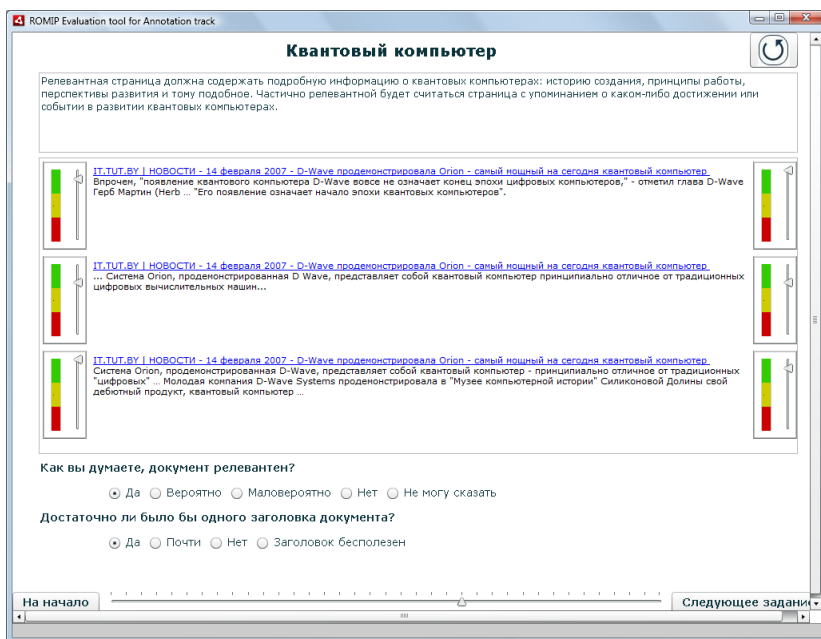 ROMIP Evaluation tool for Annotation track
Квантовый компьютер
Релевантная страница должна содержать подробную информацию о квантовых компьютерах: историю создания, принципы работы,
перспективы развития и тому подобное. Частично релевантной будет считаться страница с упоминанием о каком-либо достижении или
событии в развитии квантовых компьютерах.
IT.TUT.BY | НОВОСТИ - 14 февраля 2007 - D-Wave продемонстрировала Orion - самый мощный на сегодня квантовый компьютер
Впрочем, "появление квантового компьютера D-Wave вовсе не означает конец эпохи цифровых компьютеров," - отметил глава D-Wave
Герб Мартин (Herb ... "Его появление означает начало эпохи квантовых компьютеров".
IT.TUT.BY | НОВОСТИ - 14 февраля 2007 - D-Wave продемонстрировала Orion - самый мощный на сегодня квантовый компьютер
... Система Orion, продемонстрированная D Wave, представляет собой квантовый компьютер принципиально отличное от традиционных
цифровых вычислительных машин...
IT.TUT.BY | НОВОСТИ - 14 февраля 2007 - D-Wave продемонстрировала Orion - самый мощный на сегодня квантовый компьютер
Система Orion, продемонстрированная D-Wave, представляет собой квантовый компьютер - принципиально отличное от традиционных
"цифровых" ... Молодая компания D-Wave Systems продемонстрировала в "Музее компьютерной истории" Силиконовой Долины свой
дебютный продукт, квантовый компьютер ...
Как вы думаете, документ релевантен?
Да Вероятно Маловероятно Нет Не могу сказать
Достаточно ли было бы одного заголовка документа?
Да Почти Нет Заголовок бесполезен
На начало Следующее задание